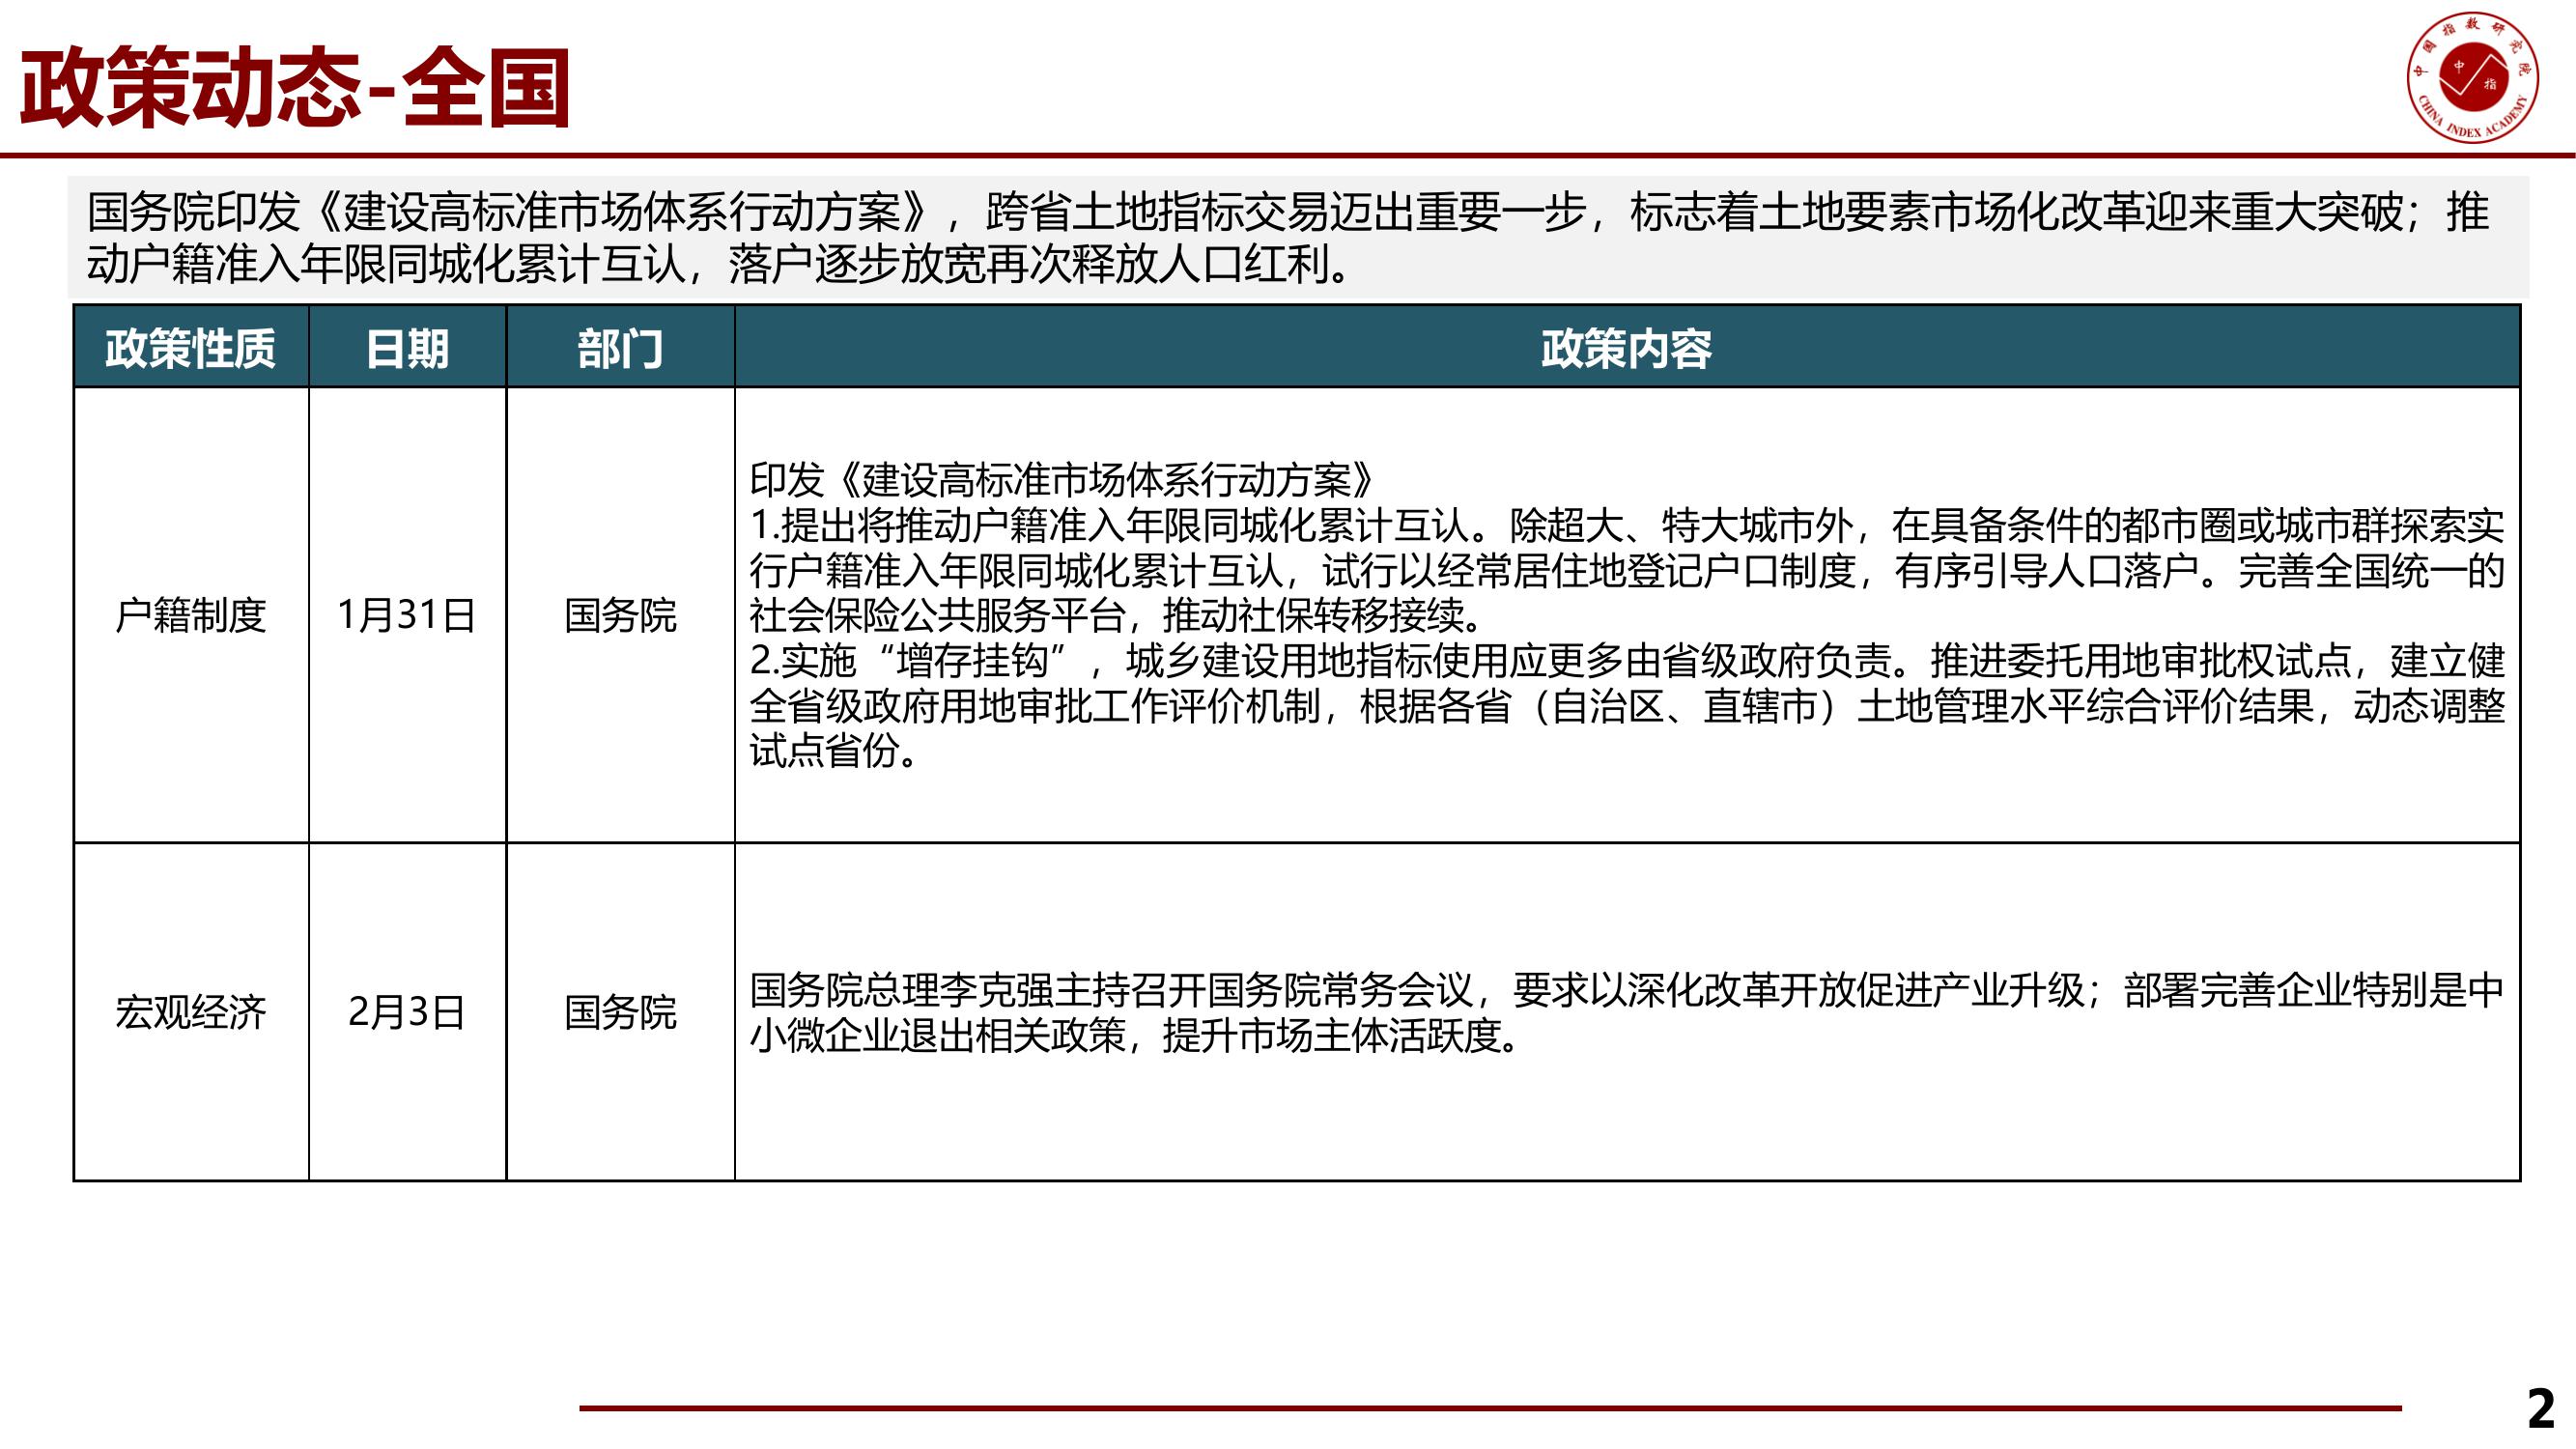 政策动态-全国
中国指数研究院
中
指
CHINA INDEX ACADEMY
国务院印发《建设高标准市场体系行动方案》，跨省土地指标交易迈出重要一步，标志着土地要素市场化改革迎来重大突破；推
动户籍准入年限同城化累计互认，落户逐步放宽再次释放人口红利。
政策性质 日期 部门 政策内容
印发《建设高标准市场体系行动方案》
1.提出将推动户籍准入年限同城化累计互认。除超大、特大城市外，在具备条件的都市圈或城市群探索实
行户籍准入年限同城化累计互认，试行以经常居住地登记户口制度，有序引导人口落户。完善全国统一的
户籍制度 1月31日 国务院 社会保险公共服务平台，推动社保转移接续。
2.实施“增存挂钩”，城乡建设用地指标使用应更多由省级政府负责。推进委托用地审批权试点，建立健
全省级政府用地审批工作评价机制，根据各省（自治区、直辖市）土地管理水平综合评价结果，动态调整
试点省份。
宏观经济 2月3日 国务院 国务院总理李克强主持召开国务院常务会议，要求以深化改革开放促进产业升级；部署完善企业特别是中
小微企业退出相关政策，提升市场主体活跃度。
2